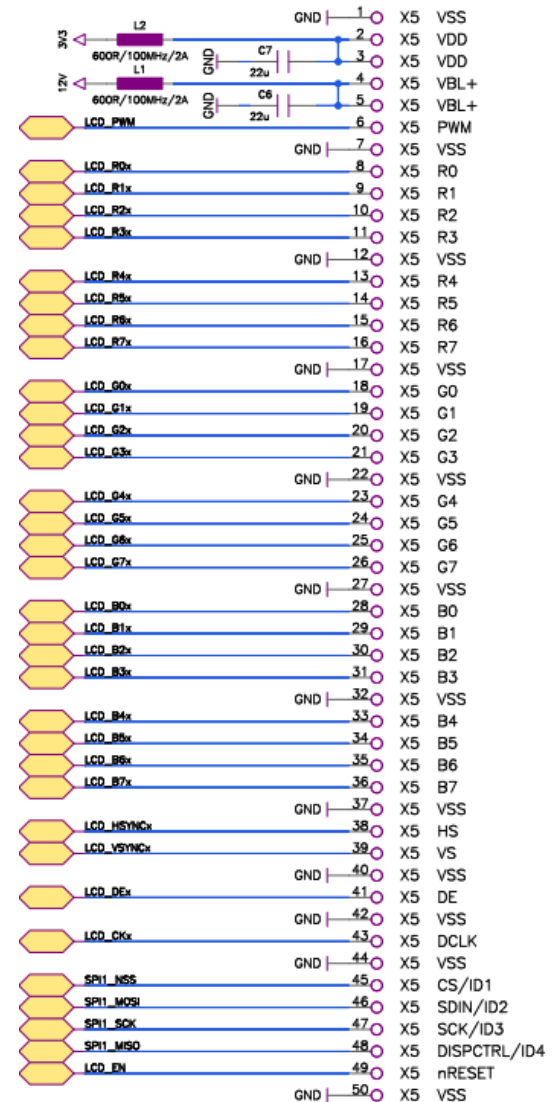 GND 1 X5 VSS
L2
3V3 2 X5 VDD
600R/100MHz/2A GND C7 22u 3 X5 VDD
L1
12V 4 X5 VBL+
600R/100MHz/2A GND C6 22u 5 X5 VBL+
LCD_PWM 6 X5 PWM
GND 7 X5 VSS
LCD_R0x 8 X5 R0
LCD_R1x 9 X5 R1
LCD_R2x 10 X5 R2
LCD_R3x 11 X5 R3
GND 12 X5 VSS
LCD_R4x 13 X5 R4
LCD_R5x 14 X5 R5
LCD_R6x 15 X5 R6
LCD_R7x 16 X5 R7
GND 17 X5 VSS
LCD_G0x 18 X5 G0
LCD_G1x 19 X5 G1
LCD_G2x 20 X5 G2
LCD_G3x 21 X5 G3
GND 22 X5 VSS
LCD_G4x 23 X5 G4
LCD_G5x 24 X5 G5
LCD_G6x 25 X5 G6
LCD_G7x 26 X5 G7
GND 27 X5 VSS
LCD_B0x 28 X5 B0
LCD_B1x 29 X5 B1
LCD_B2x 30 X5 B2
LCD_B3x 31 X5 B3
GND 32 X5 VSS
LCD_B4x 33 X5 B4
LCD_B5x 34 X5 B5
LCD_B6x 35 X5 B6
LCD_B7x 36 X5 B7
GND 37 X5 VSS
LCD_HSYNCx 38 X5 HS
LCD_VSYNCx 39 X5 VS
GND 40 X5 VSS
LCD_DEx 41 X5 DE
GND 42 X5 VSS
LCD_CKx 43 X5 DCLK
GND 44 X5 VSS
SPI1_NSS 45 X5 CS/ID1
SPI1_MOSI 46 X5 SDIN/ID2
SPI1_SCK 47 X5 SCK/ID3
SPI1_MISO 48 X5 DISPCTRL/ID4
LCD_EN 49 X5 nRESET
GND 50 X5 VSS